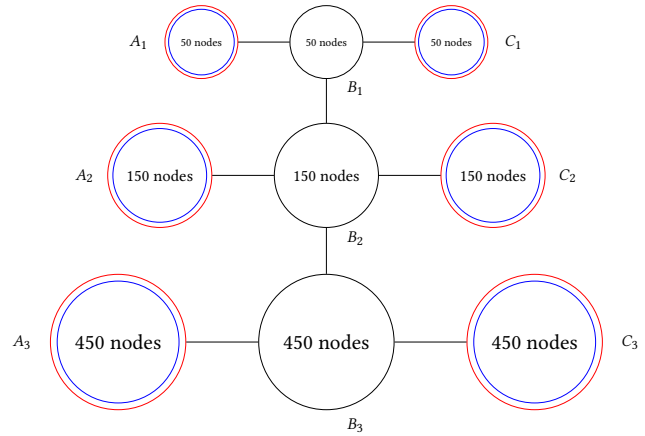 A₁ 50 nodes 50 nodes 50 nodes C₁
B₁
A₂ 150 nodes 150 nodes 150 nodes C₂
B₂
A₃ 450 nodes 450 nodes 450 nodes C₃
B₃